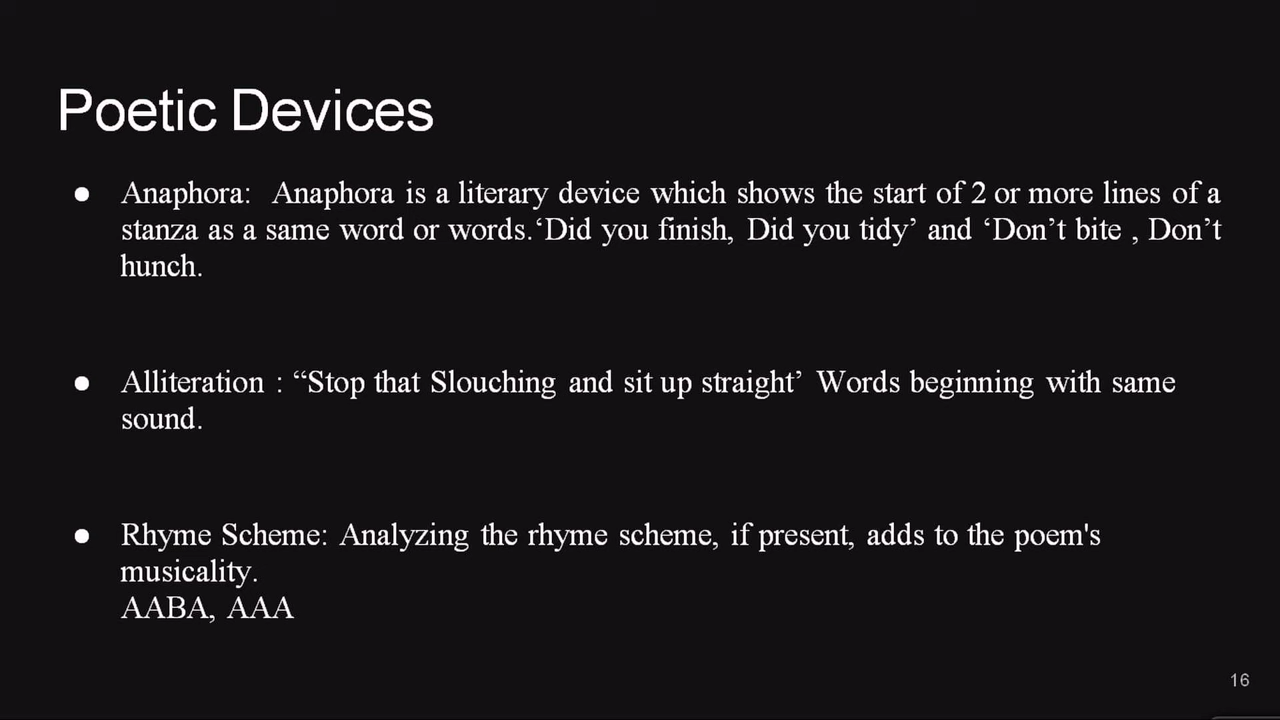 Poetic Devices
● Anaphora: Anaphora is a literary device which shows the start of 2 or more lines of a
stanza as a same word or words.‘Did you finish, Did you tidy’ and ‘Don’t bite , Don’t
hunch.
● Alliteration : “Stop that Slouching and sit up straight’ Words beginning with same
sound.
● Rhyme Scheme: Analyzing the rhyme scheme, if present, adds to the poem's
musicality.
AABA, AAA
16